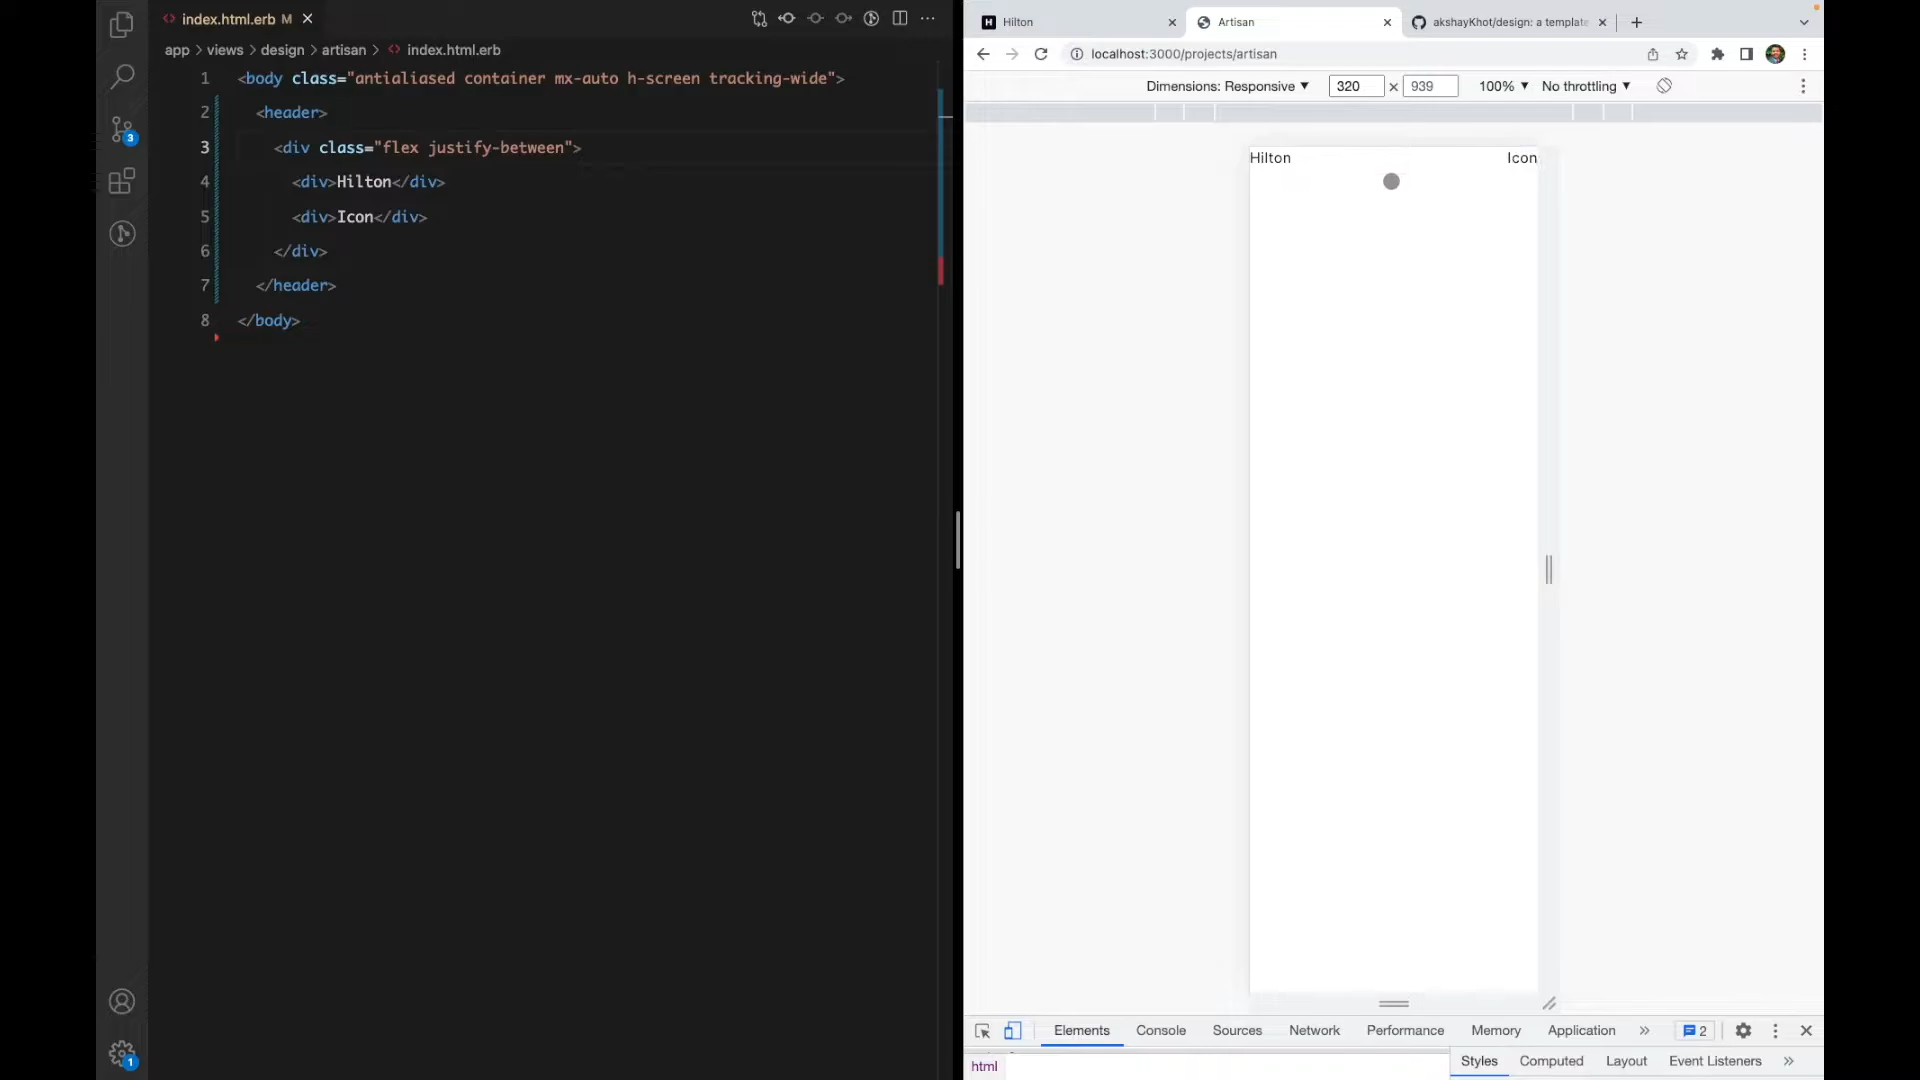 index.html.erb M
app > views > design > artisan > <> index.html.erb
1 <body class="antialiased container mx-auto h-screen tracking-wide">
2 <header>
3 <div class="flex justify-between">
4 <div>Hilton</div>
5 <div>Icon</div>
6 </div>
7 </header>
8 </body>
3
1
Hilton
Artisan
akshayKhot/design: a template
localhost:3000/projects/artisan
Dimensions: Responsive ▼ 320 × 939 100% ▼ No throttling ▼
Hilton Icon
Elements Console Sources Network Performance Memory Application » 2
html
Styles Computed Layout Event Listeners »